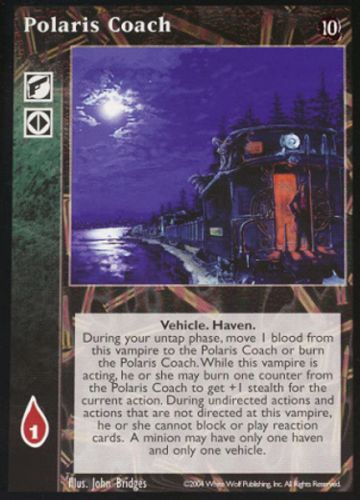 Polaris Coach
10
Vehicle. Haven.
During your untap phase, move 1 blood from
this vampire to the Polaris Coach or burn
the Polaris Coach. While this vampire is
acting, he or she may burn one counter from
the Polaris Coach to get +1 stealth for the
current action. During undirected actions and
actions that are not directed at this vampire,
he or she cannot block or play reaction
cards. A minion may have only one haven
and only one vehicle.
1
Illus. John Bridges
©2004 White Wolf Publishing, Inc. All Rights Reserved.